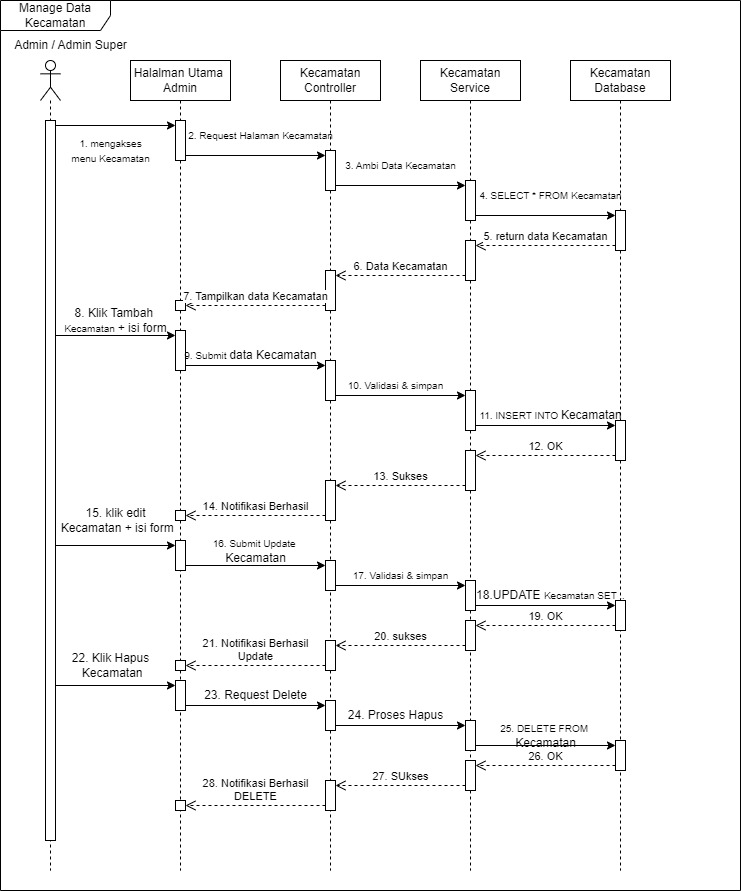 Manage Data
Kecamatan
Admin / Admin Super
Halalman Utama
Admin
Kecamatan
Controller
Kecamatan
Service
Kecamatan
Database
1. mengakses
menu Kecamatan
2. Request Halaman Kecamatan
3. Ambi Data Kecamatan
4. SELECT * FROM Kecamatan
5. return data Kecamatan
6. Data Kecamatan
7. Tampilkan data Kecamatan
8. Klik Tambah
Kecamatan + isi form
9. Submit data Kecamatan
10. Validasi & simpan
11. INSERT INTO Kecamatan
12. OK
13. Sukses
14. Notifikasi Berhasil
15. klik edit
Kecamatan + isi form
16. Submit Update
Kecamatan
17. Validasi & simpan
18.UPDATE Kecamatan SET
19. OK
20. sukses
21. Notifikasi Berhasil
Update
22. Klik Hapus
Kecamatan
23. Request Delete
24. Proses Hapus
25. DELETE FROM
Kecamatan
26. OK
27. SUkses
28. Notifikasi Berhasil
DELETE